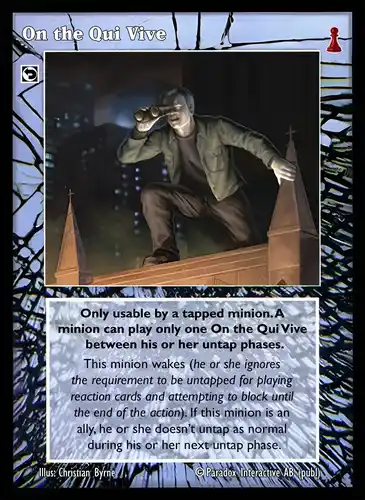 On the Qui Vive
Only usable by a tapped minion. A
minion can play only one On the Qui Vive
between his or her untap phases.
This minion wakes (he or she ignores
the requirement to be untapped for playing
reaction cards and attempting to block until
the end of the action). If this minion is an
ally, he or she doesn't untap as normal
during his or her next untap phase.
Illus: Christian Byrne © Paradox Interactive AB (publ)